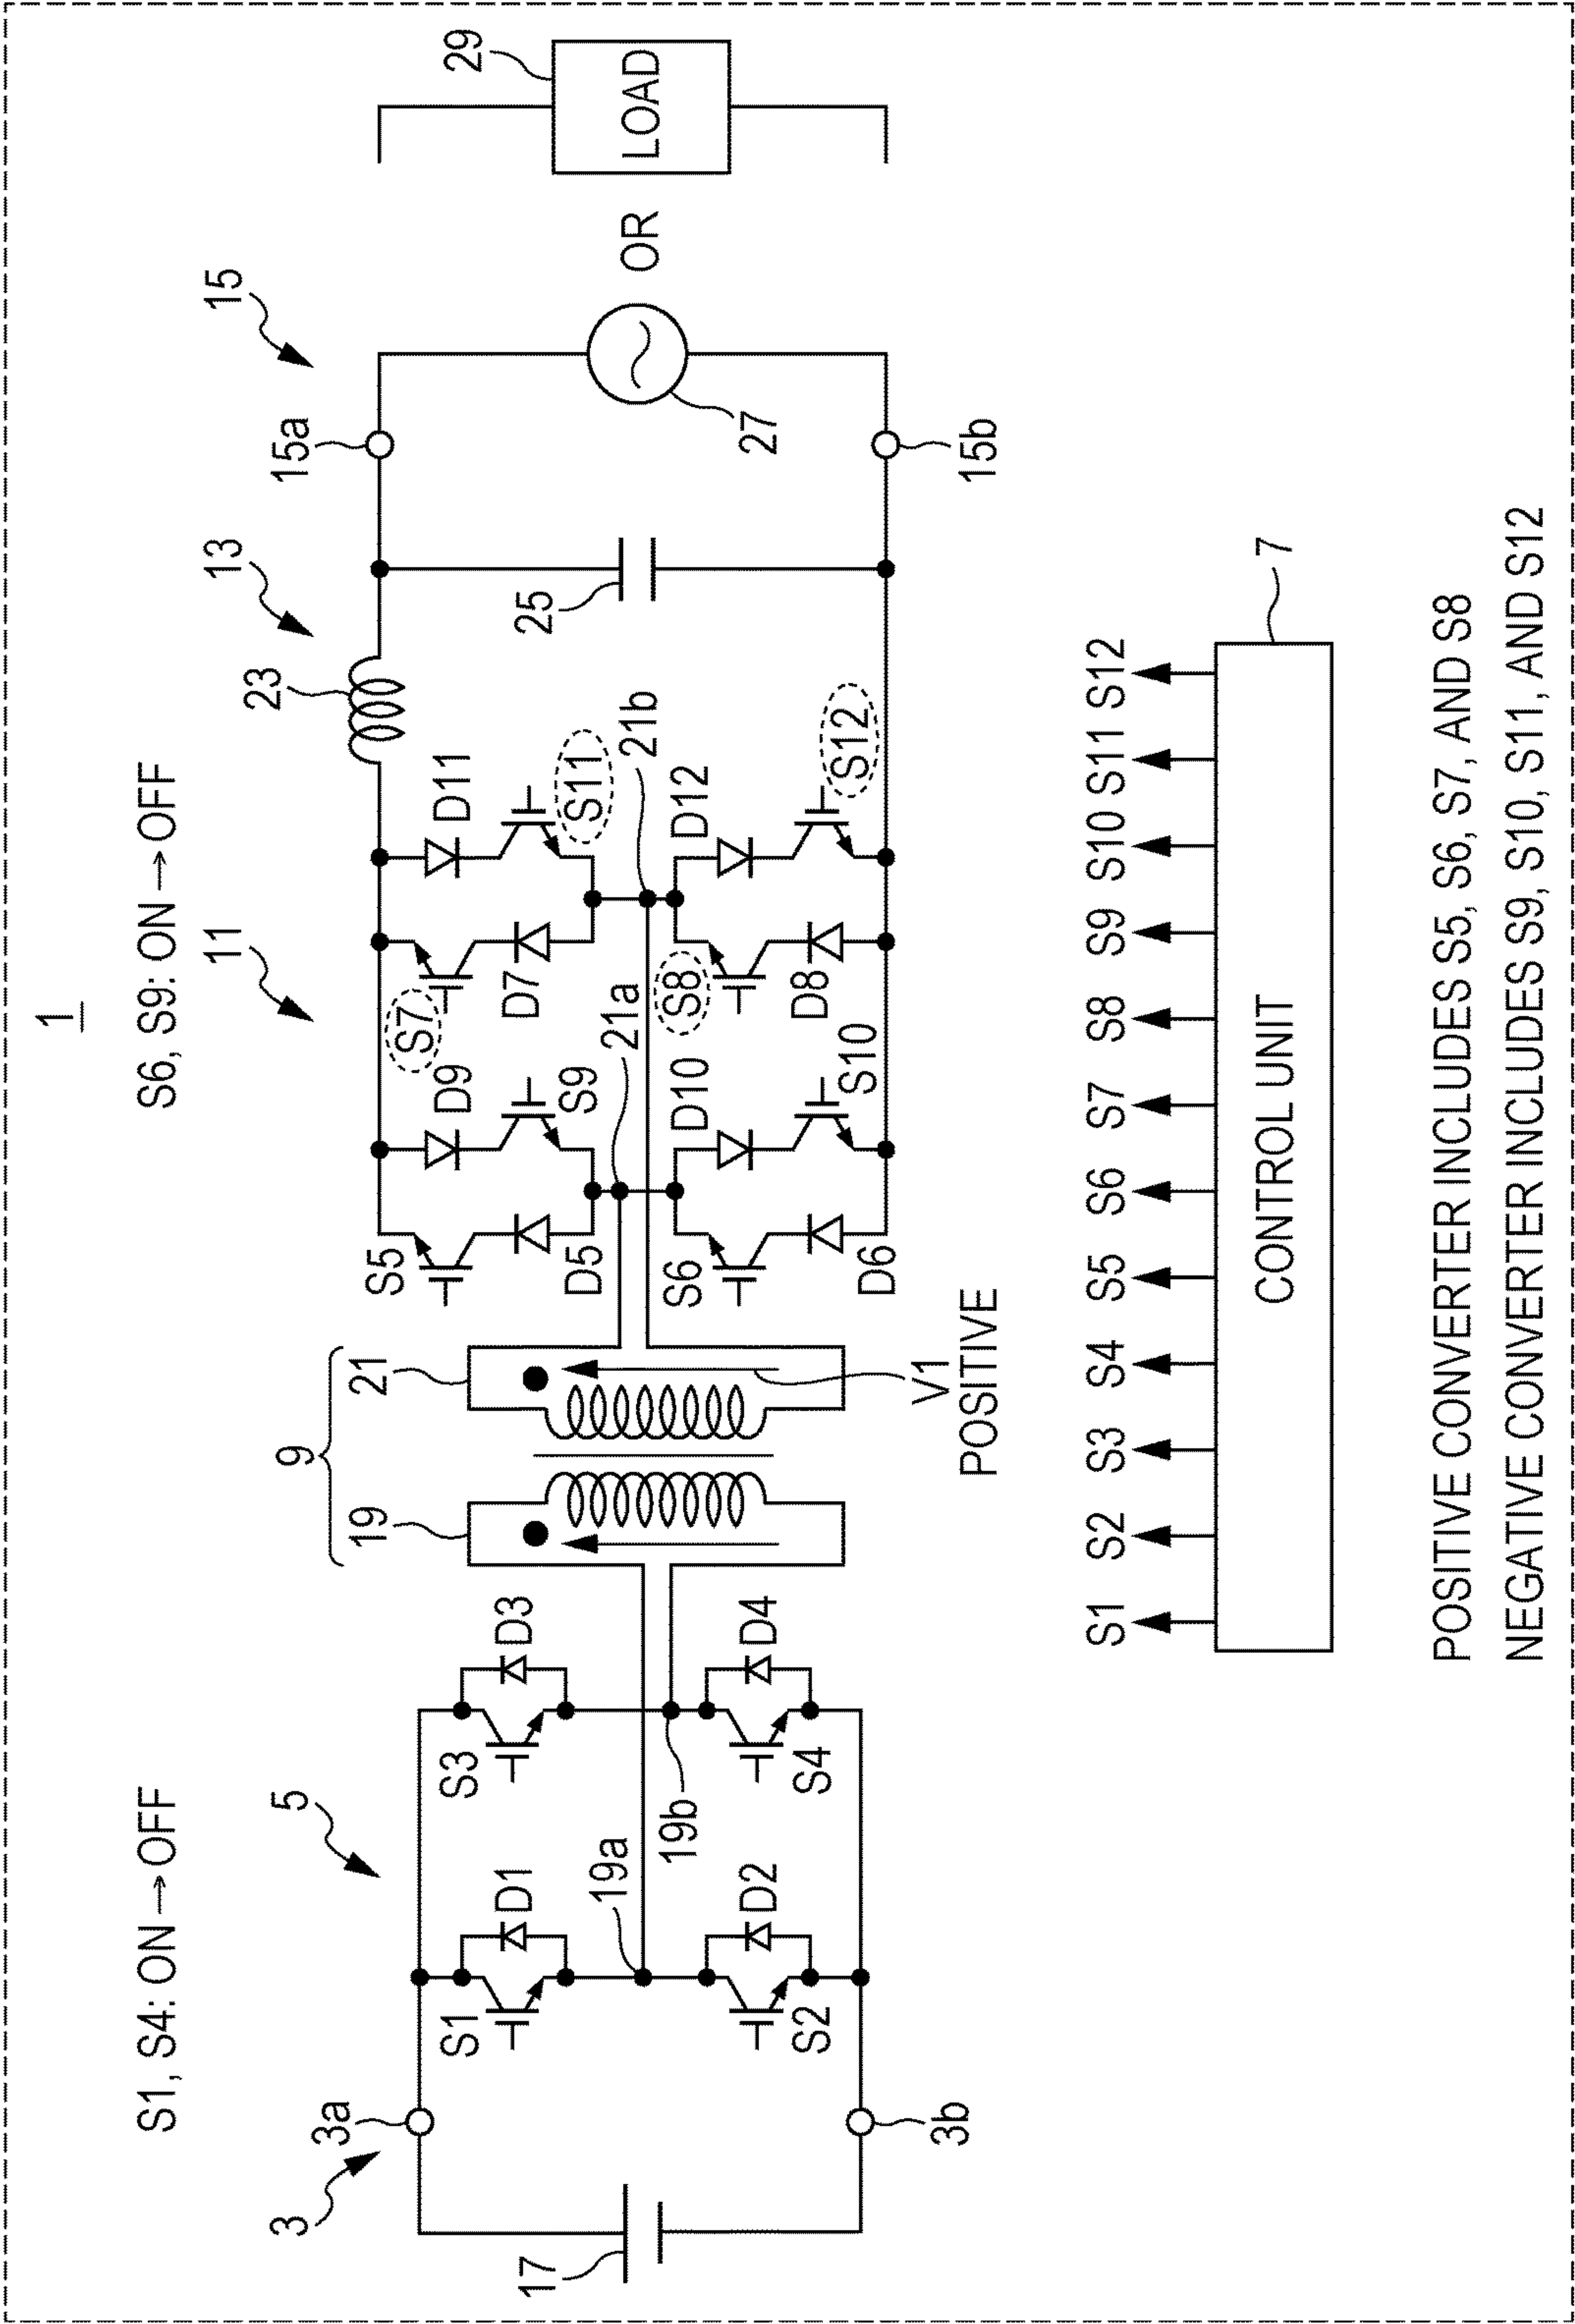 1
S1, S4: ON→OFF
S6, S9: ON→OFF
3
3a
5
9
11
13
15
15a
29
17
S1
D1
S3
D3
19
21
S5
D9
S7
D11
23
19a
D5
S9
D7
S11
25
27
OR
LOAD
19b
21a
21b
S2
D2
S4
D4
S6
D10
S8
D12
3b
V1
POSITIVE
D6
S10
D8
S12
15b
S1
S2
S3
S4
S5
S6
S7
S8
S9
S10
S11
S12
CONTROL UNIT
7
POSITIVE CONVERTER INCLUDES S5, S6, S7, AND S8
NEGATIVE CONVERTER INCLUDES S9, S10, S11, AND S12